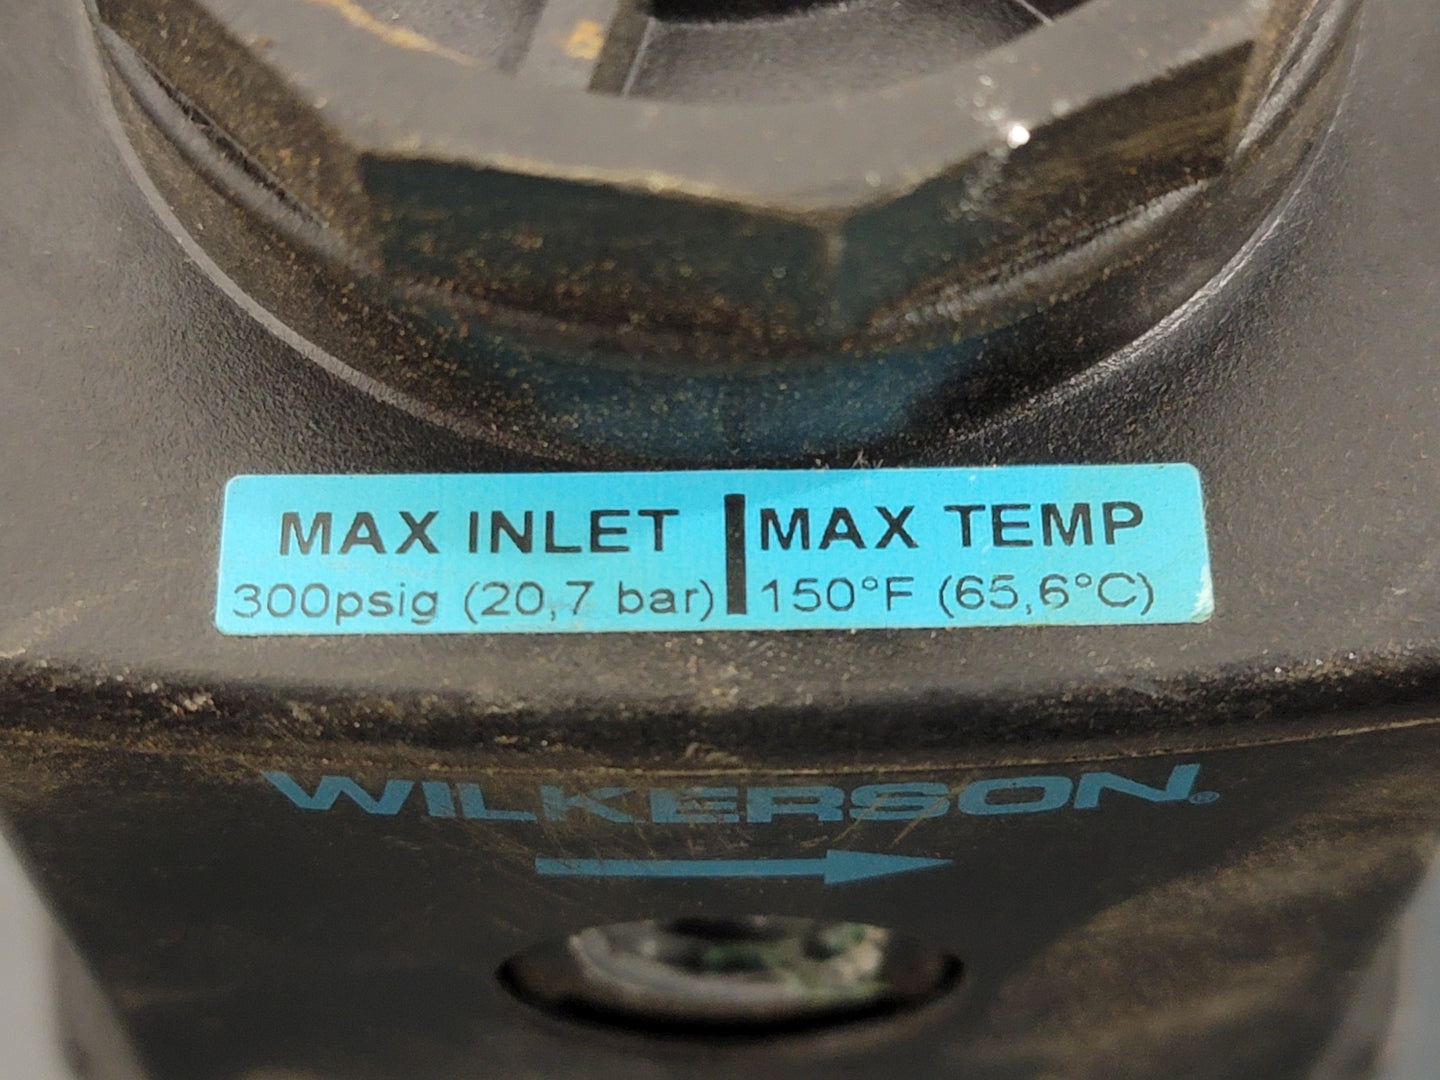 MAX INLET | MAX TEMP
300psig (20,7 bar) | 150°F (65,6°C)
WILKERSON®